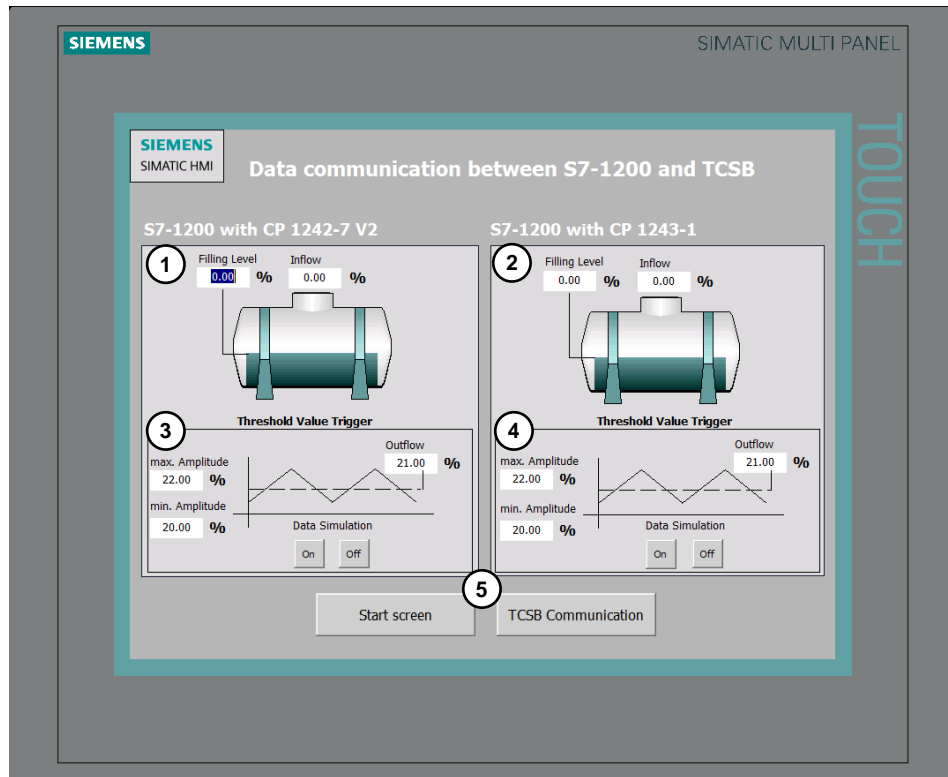 SIEMENS
SIMATIC MULTI PANEL
TOUCH
SIEMENS
SIMATIC HMI
Data communication between S7-1200 and TCSB
S7-1200 with CP 1242-7 V2
1
Filling Level
Inflow
0.00 %
0.00 %
Threshold Value Trigger
3
Outflow
21.00 %
max. Amplitude
22.00 %
min. Amplitude
20.00 %
Data Simulation
On
Off
S7-1200 with CP 1243-1
2
Filling Level
Inflow
0.00 %
0.00 %
Threshold Value Trigger
4
Outflow
21.00 %
max. Amplitude
22.00 %
min. Amplitude
20.00 %
Data Simulation
On
Off
5
Start screen
TCSB Communication